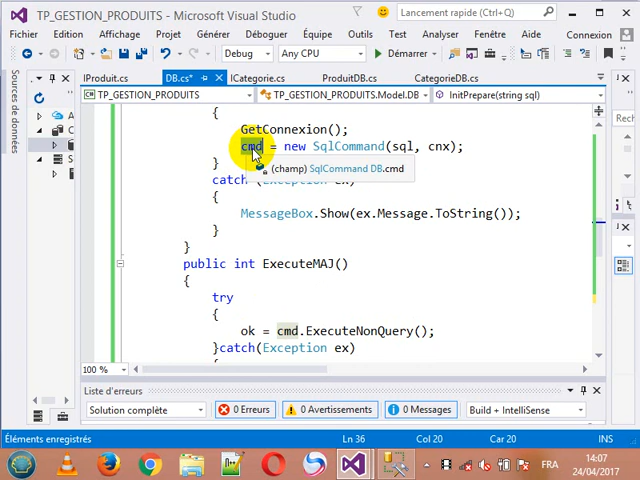 TP_GESTION_PRODUITS - Microsoft Visual Studio
Lancement rapide (Ctrl+Q)
Fichier Edition Affichage Projet Générer Déboguer Équipe
Outils Test Analyser Fenêtre Aide Connexion
Debug Any CPU Démarrer
IProduit.cs DB.cs* ICategorie.cs ProduitDB.cs CategorieDB.cs
TP_GESTION_PRODUITS TP_GESTION_PRODUITS.Model.DB InitPrepare(string sql)
Sources de données
{
GetConnexion();
cmd = new SqlCommand(sql, cnx);
(champ) SqlCommand DB.cmd
}
catch (Exception ex)
{
MessageBox.Show(ex.Message.ToString());
}
}
public int ExecuteMAJ()
{
try
{
ok = cmd.ExecuteNonQuery();
}catch(Exception ex)
{
100 %
Liste d'erreurs
Solution complète 0 Erreurs 0 Avertissements 0 Messages Build + IntelliSense
Éléments enregistrés Ln 36 Col 20 Car 20 INS
FRA 14:07
24/04/2017